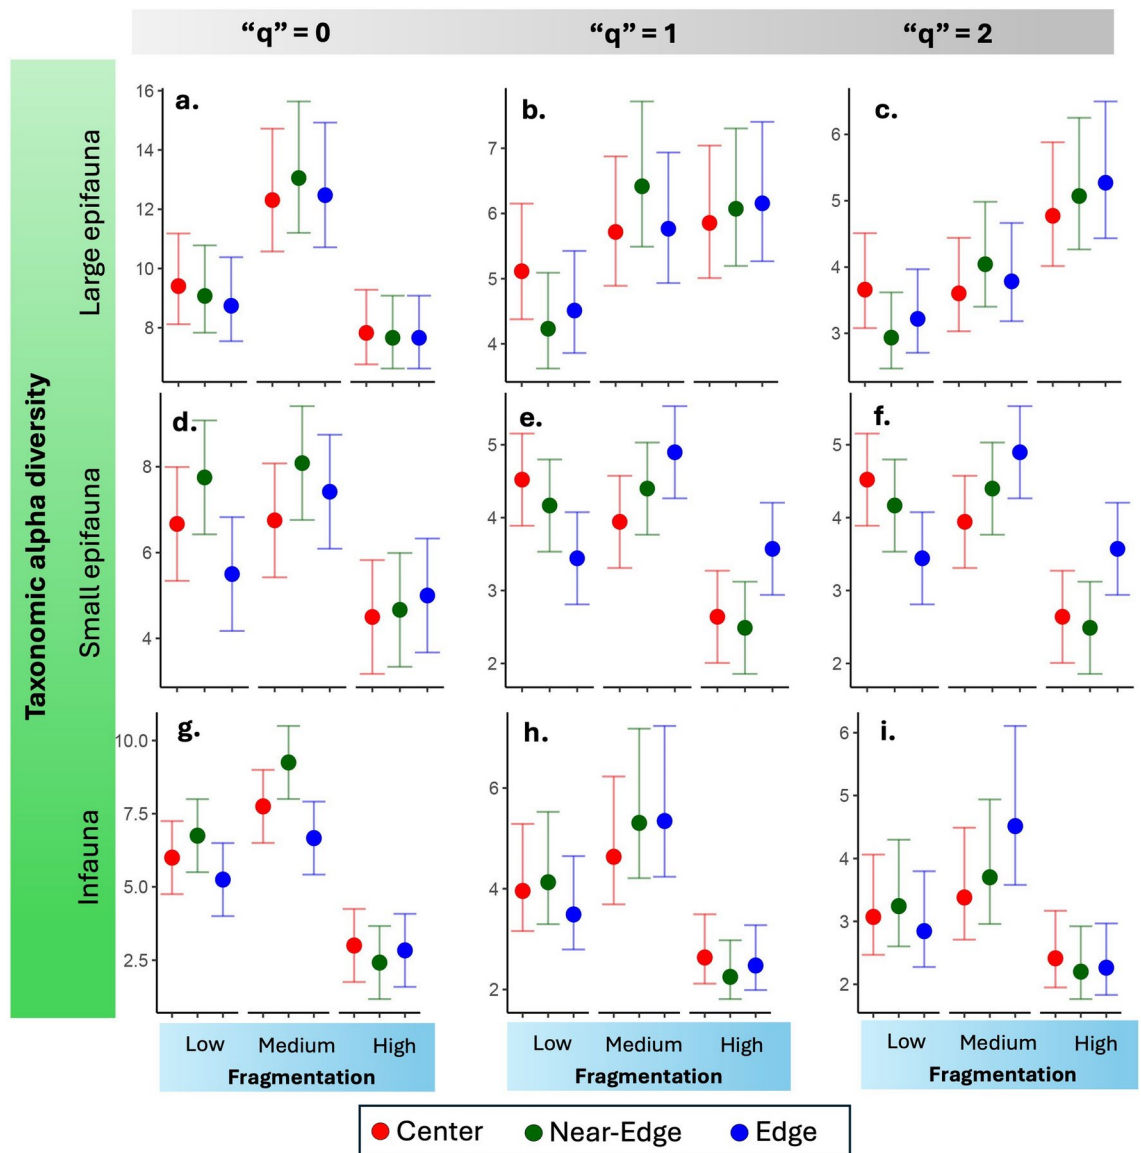 “q” = 0
“q” = 1
“q” = 2
Taxonomic alpha diversity
Large epifauna
Small epifauna
Infauna
a.
16
14
12
10
8
b.
7
6
5
4
c.
6
5
4
3
d.
8
6
4
e.
5
4
3
2
f.
5
4
3
2
g.
10.0
7.5
5.0
2.5
h.
6
4
2
i.
6
5
4
3
2
Low Medium High
Fragmentation
Low Medium High
Fragmentation
Low Medium High
Fragmentation
Center Near-Edge Edge